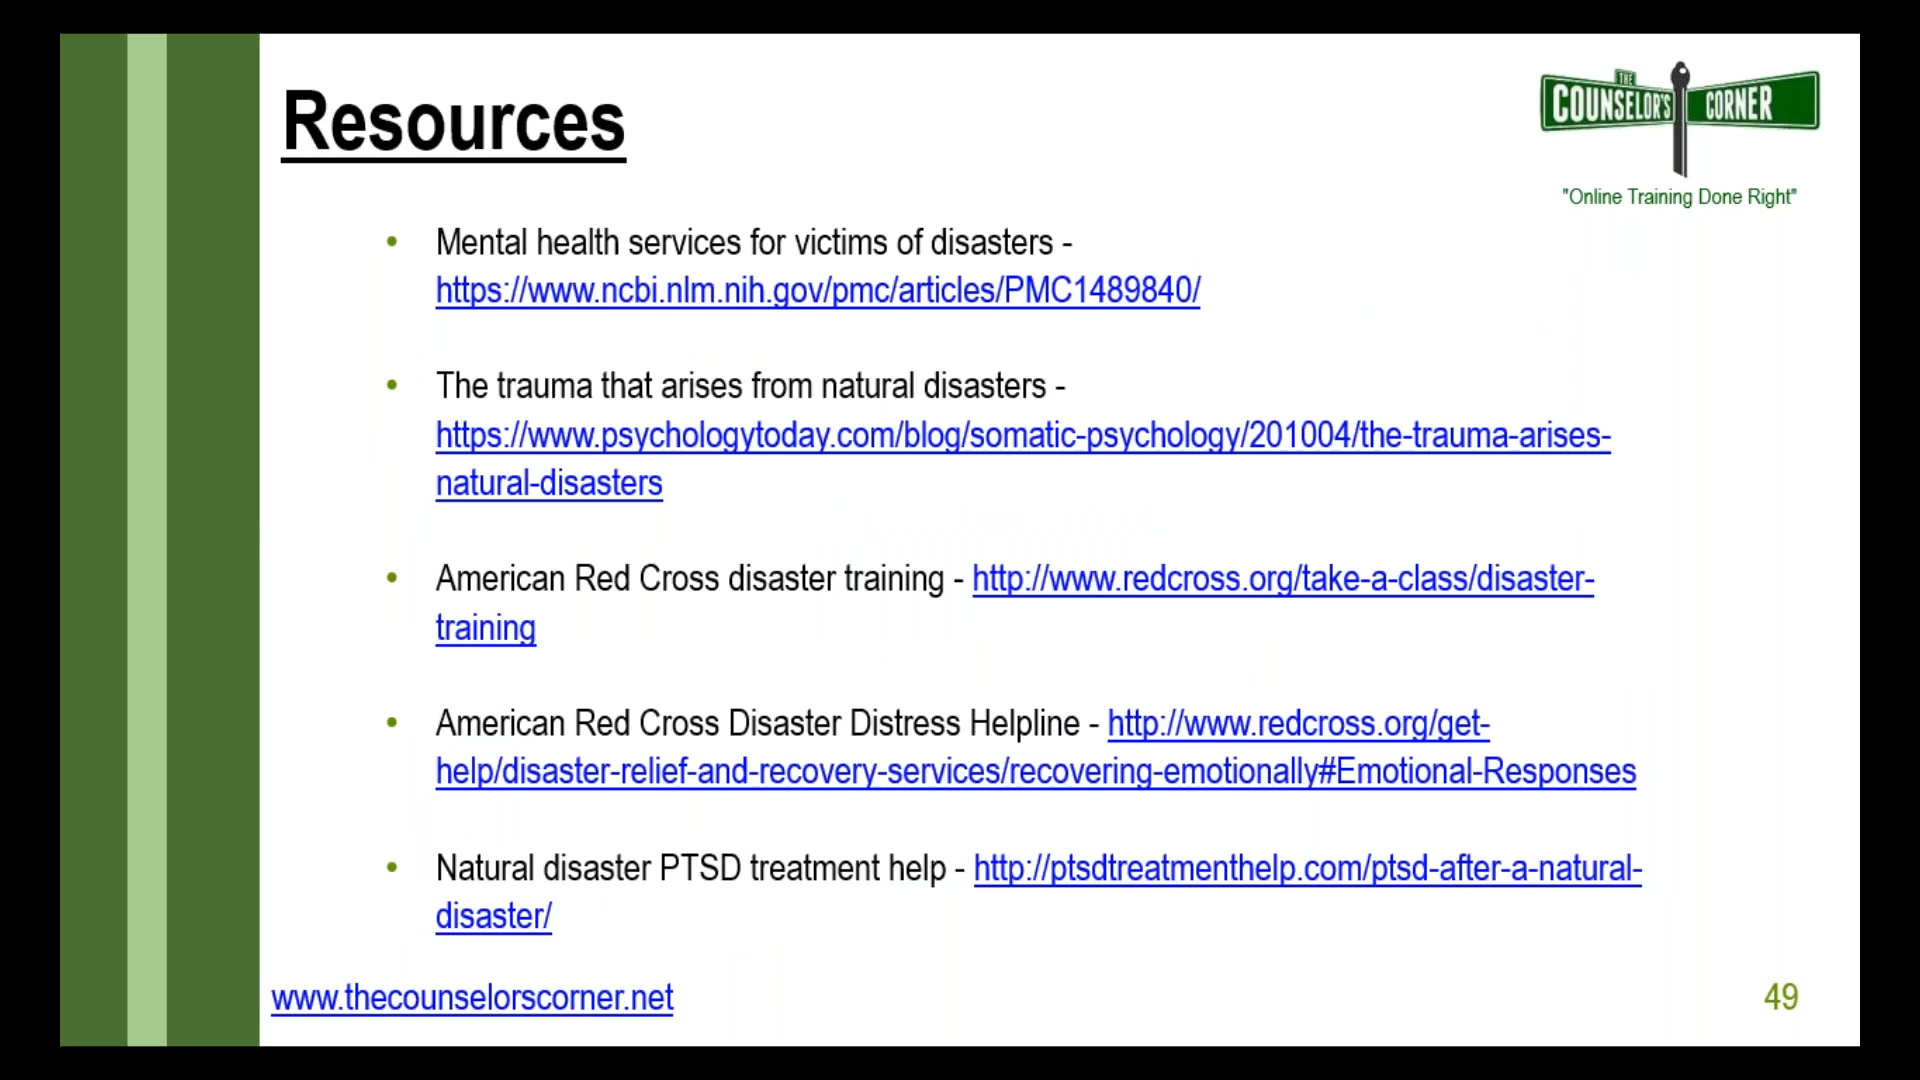 Resources
THE
COUNSELOR'S CORNER
"Online Training Done Right"
• Mental health services for victims of disasters -
https://www.ncbi.nlm.nih.gov/pmc/articles/PMC1489840/
• The trauma that arises from natural disasters -
https://www.psychologytoday.com/blog/somatic-psychology/201004/the-trauma-arises-
natural-disasters
• American Red Cross disaster training - http://www.redcross.org/take-a-class/disaster-
training
• American Red Cross Disaster Distress Helpline - http://www.redcross.org/get-
help/disaster-relief-and-recovery-services/recovering-emotionally#Emotional-Responses
• Natural disaster PTSD treatment help - http://ptsdtreatmenthelp.com/ptsd-after-a-natural-
disaster/
www.thecounselorscorner.net
49